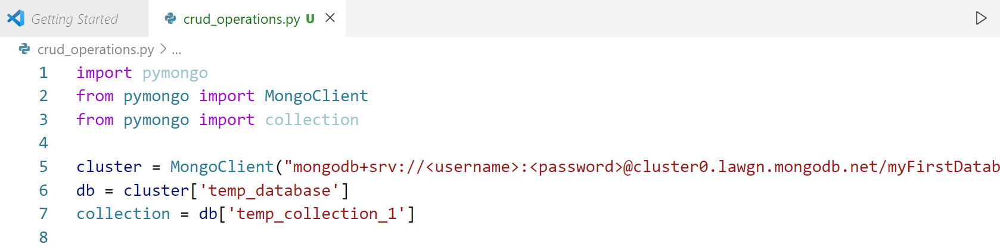 Getting Started crud_operations.py U
crud_operations.py > ...
1 import pymongo
2 from pymongo import MongoClient
3 from pymongo import collection
4
5 cluster = MongoClient("mongodb+srv://<username>:<password>@cluster0.lawgn.mongodb.net/myFirstDatab
6 db = cluster['temp_database']
7 collection = db['temp_collection_1']
8